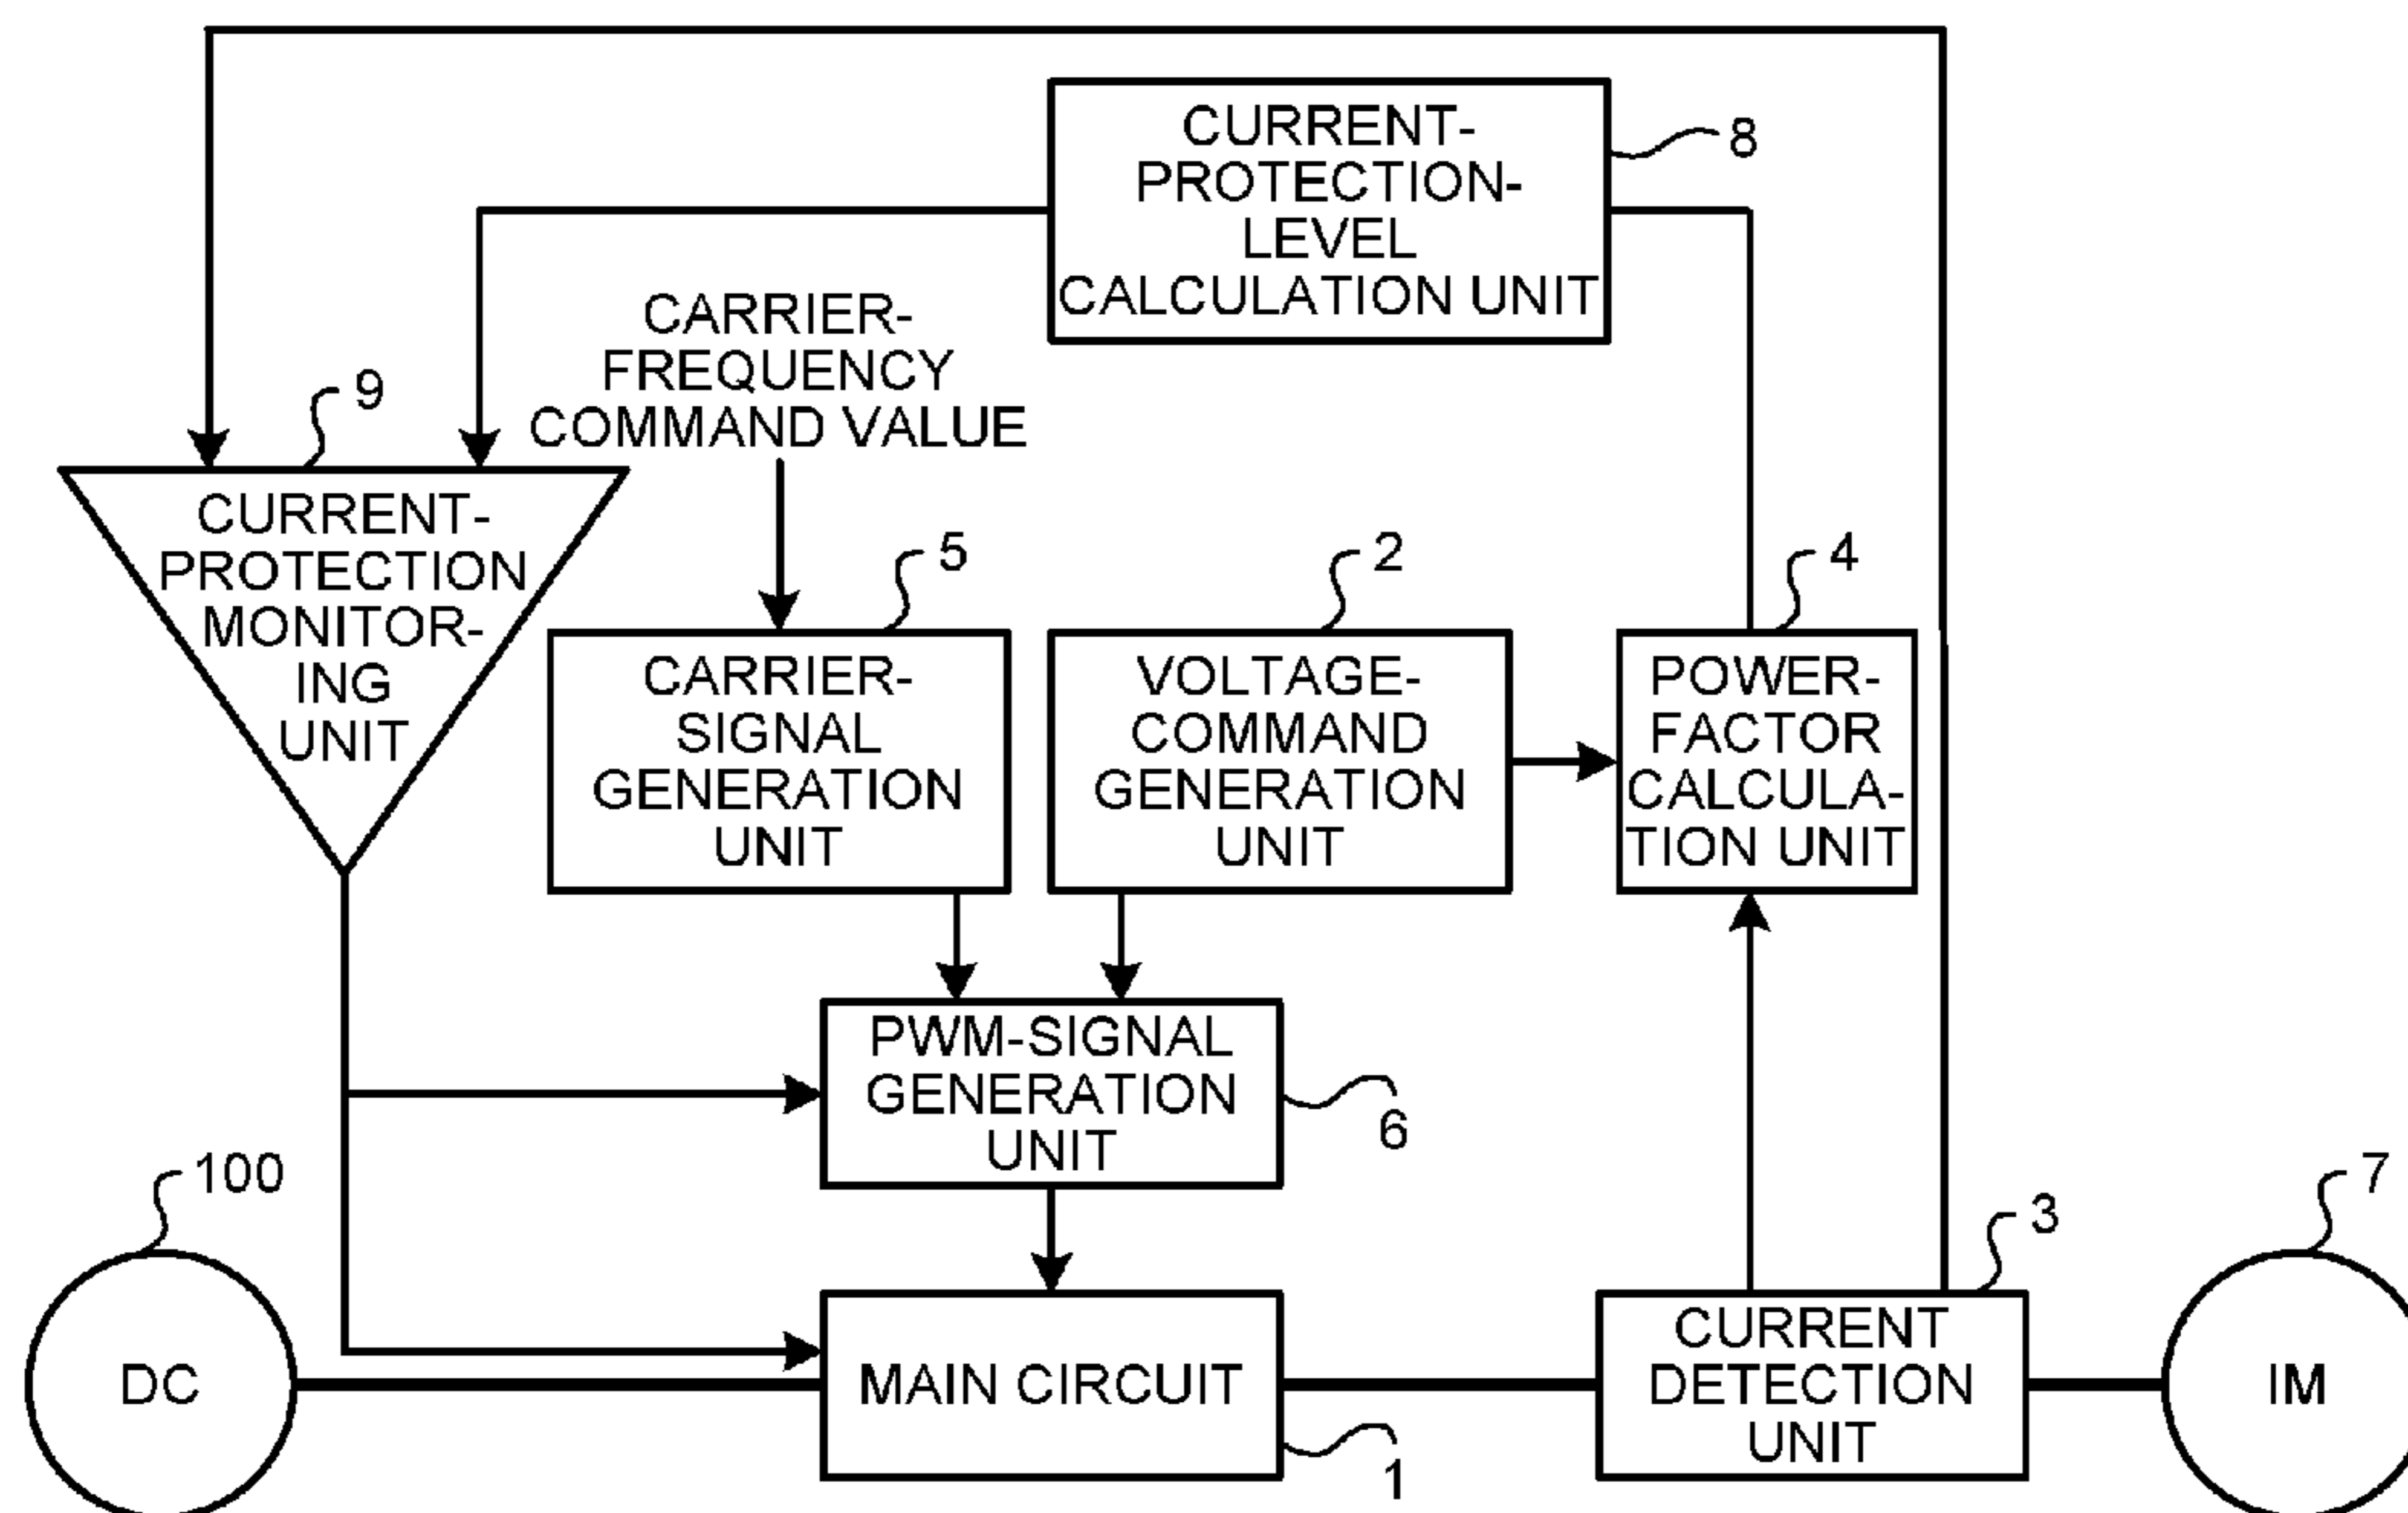 CURRENT-
PROTECTION-
LEVEL
CALCULATION UNIT
8
CARRIER-
FREQUENCY
COMMAND VALUE
9
CURRENT-
PROTECTION
MONITOR-
ING
UNIT
5
CARRIER-
SIGNAL
GENERATION
UNIT
2
VOLTAGE-
COMMAND
GENERATION
UNIT
4
POWER-
FACTOR
CALCULA-
TION UNIT
PWM-SIGNAL
GENERATION
UNIT
6
100
DC
MAIN CIRCUIT
1
3
CURRENT
DETECTION
UNIT
7
IM